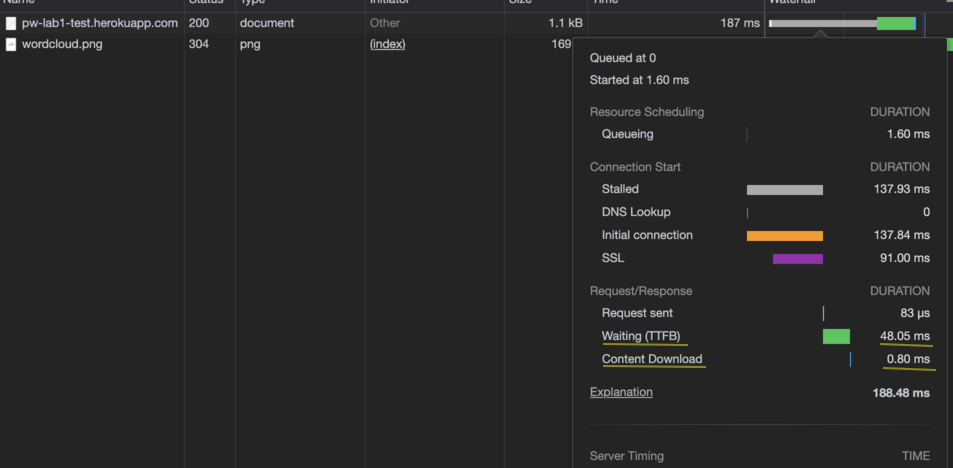 Name Status Type Initiator Size Time Waterfall
pw-lab1-test.herokuapp.com 200 document Other 1.1 kB 187 ms
wordcloud.png 304 png (index) 169
Queued at 0
Started at 1.60 ms
Resource Scheduling DURATION
Queueing 1.60 ms
Connection Start DURATION
Stalled 137.93 ms
DNS Lookup 0
Initial connection 137.84 ms
SSL 91.00 ms
Request/Response DURATION
Request sent 83 µs
Waiting (TTFB) 48.05 ms
Content Download 0.80 ms
Explanation 188.48 ms
Server Timing TIME